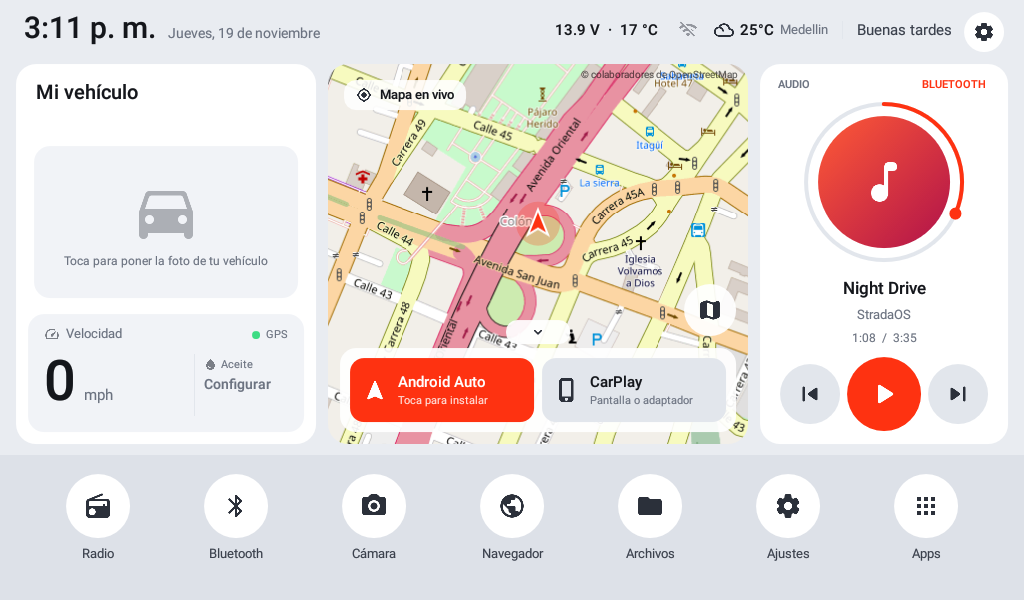 3:11 p. m.
Jueves, 19 de noviembre
13.9 V · 17 °C
25°C Medellin
Buenas tardes
Mi vehículo
Toca para poner la foto de tu vehículo
Velocidad
GPS
0 mph
Aceite
Configurar
© colaboradores de OpenStreetMap
Hotel 47
Mapa en vivo
Pájaro
Herido
Calle 45
Carrera 49
Avenida Oriental
Itagüí
La sierra
P
Carrera 45A
Colón
Calle 44
Carrera 45
Iglesia
Volvamos
a Dios
Avenida San Juan
Calle 43
Carrera 48
Calle 43
P
Android Auto
Toca para instalar
CarPlay
Pantalla o adaptador
AUDIO
BLUETOOTH
Night Drive
StradaOS
1:08 / 3:35
Radio
Bluetooth
Cámara
Navegador
Archivos
Ajustes
Apps